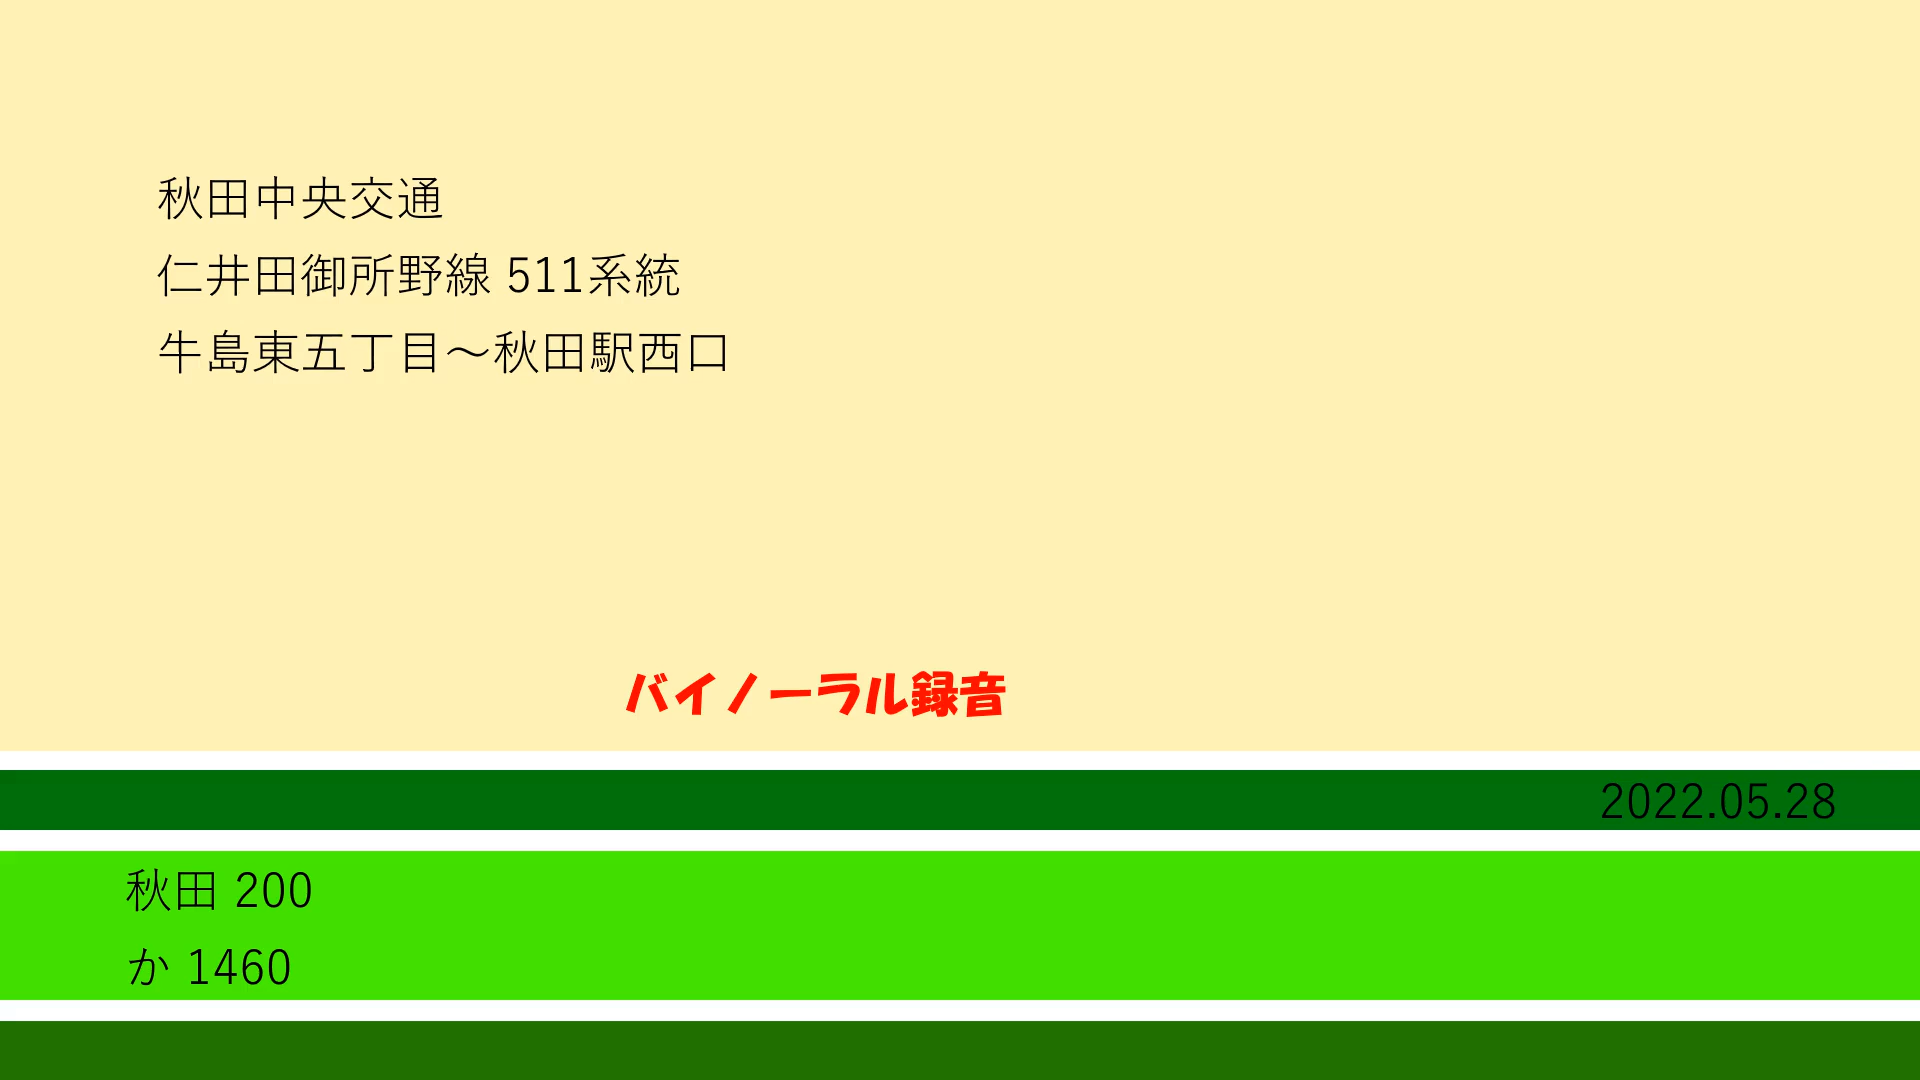 秋田中央交通
仁井田御所野線 511系統
牛島東五丁目～秋田駅西口
バイノーラル録音
2022.05.28
秋田 200
か 1460